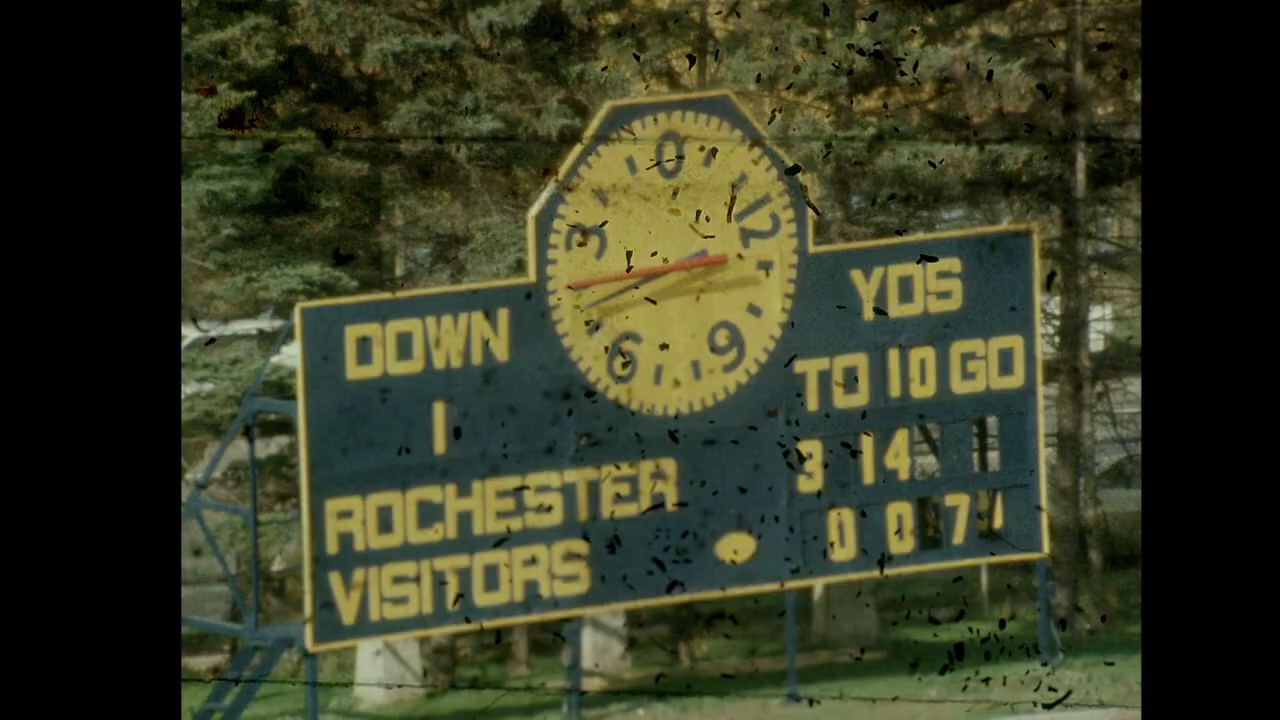 0
3 12
6 9
DOWN YDS
1 TO 10 GO
ROCHESTER 3 14
VISITORS 0 0 7